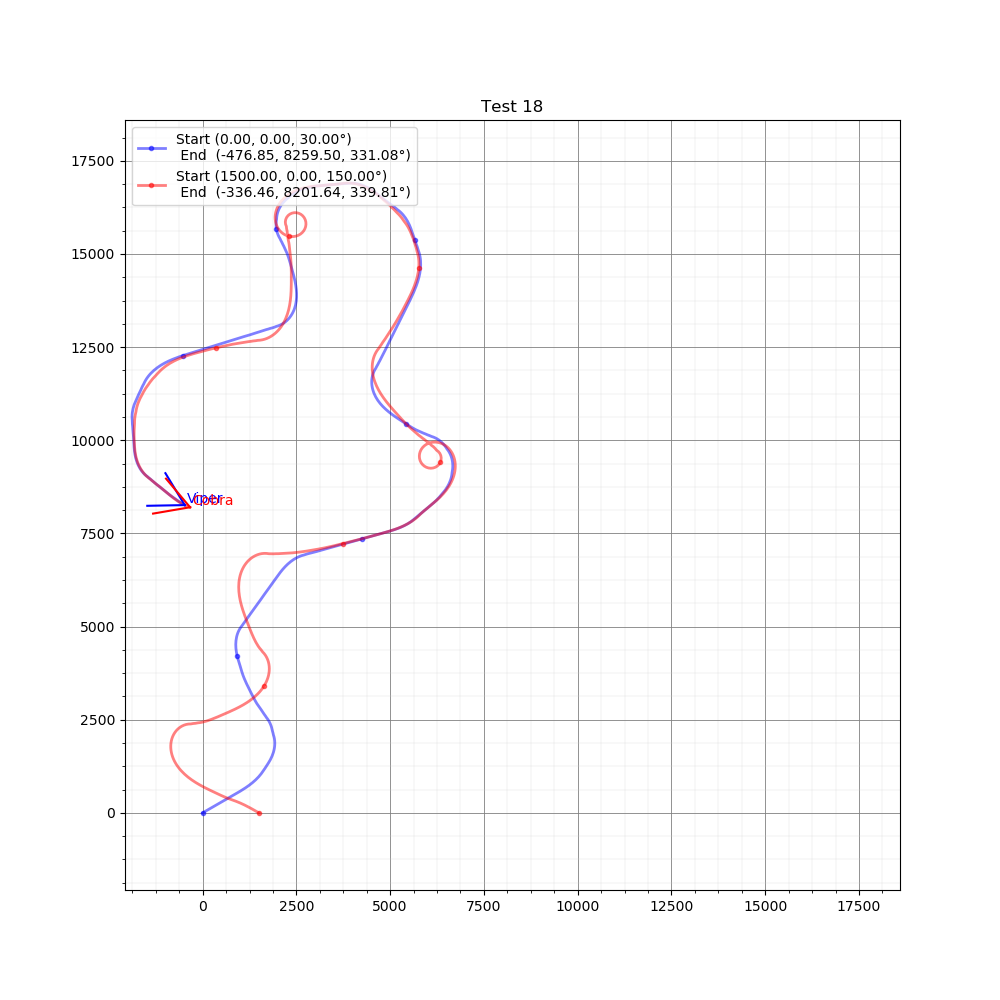 Test 18
Start (0.00, 0.00, 30.00°)
End (-476.85, 8259.50, 331.08°)
Start (1500.00, 0.00, 150.00°)
End (-336.46, 8201.64, 339.81°)
17500
15000
12500
10000
7500
5000
2500
0
Viper
Cobra
0 2500 5000 7500 10000 12500 15000 17500